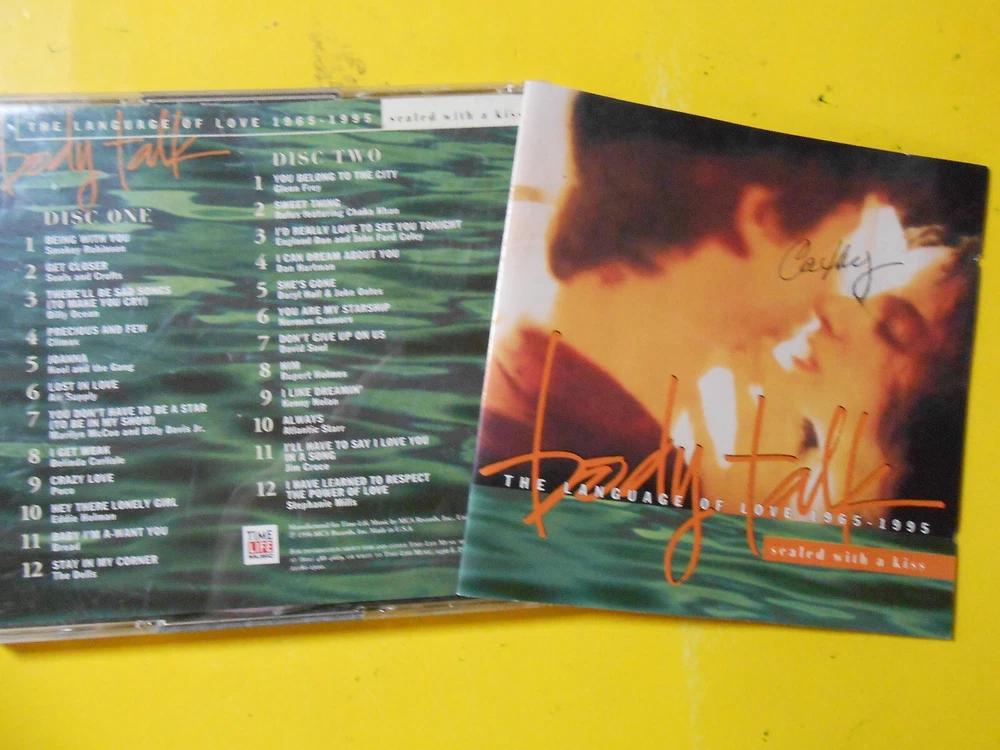 THE LANGUAGE OF LOVE 1965-1995
sealed with a kiss
body talk
DISC ONE
1 BEING WITH YOU
Smokey Robinson
2 GET CLOSER
Seals and Crofts
3 THERE'LL BE SAD SONGS
(TO MAKE YOU CRY)
Billy Ocean
4 PRECIOUS AND FEW
Climax
5 JOANNA
Kool and the Gang
6 LOST IN LOVE
Air Supply
7 YOU DON'T HAVE TO BE A STAR
(TO BE IN MY SHOW)
Marilyn McCoo and Billy Davis Jr.
8 I GET WEAK
Belinda Carlisle
9 CRAZY LOVE
Poco
10 HEY THERE LONELY GIRL
Eddie Holman
11 BABY I'M A-WANT YOU
Bread
12 STAY IN MY CORNER
The Dells
DISC TWO
1 YOU BELONG TO THE CITY
Glenn Frey
2 SWEET THING
Rufus featuring Chaka Khan
3 I'D REALLY LOVE TO SEE YOU TONIGHT
England Dan and John Ford Coley
4 I CAN DREAM ABOUT YOU
Dan Hartman
5 SHE'S GONE
Daryl Hall & John Oates
6 YOU ARE MY STARSHIP
Norman Connors
7 DON'T GIVE UP ON US
David Soul
8 HIM
Rupert Holmes
9 I LIKE DREAMIN'
Kenny Nolan
10 ALWAYS
Atlantic Starr
11 I'LL HAVE TO SAY I LOVE YOU
IN A SONG
Jim Croce
12 I HAVE LEARNED TO RESPECT
THE POWER OF LOVE
Stephanie Mills
TIME
LIFE
MUSIC
body talk
THE LANGUAGE OF LOVE 1965-1995
sealed with a kiss